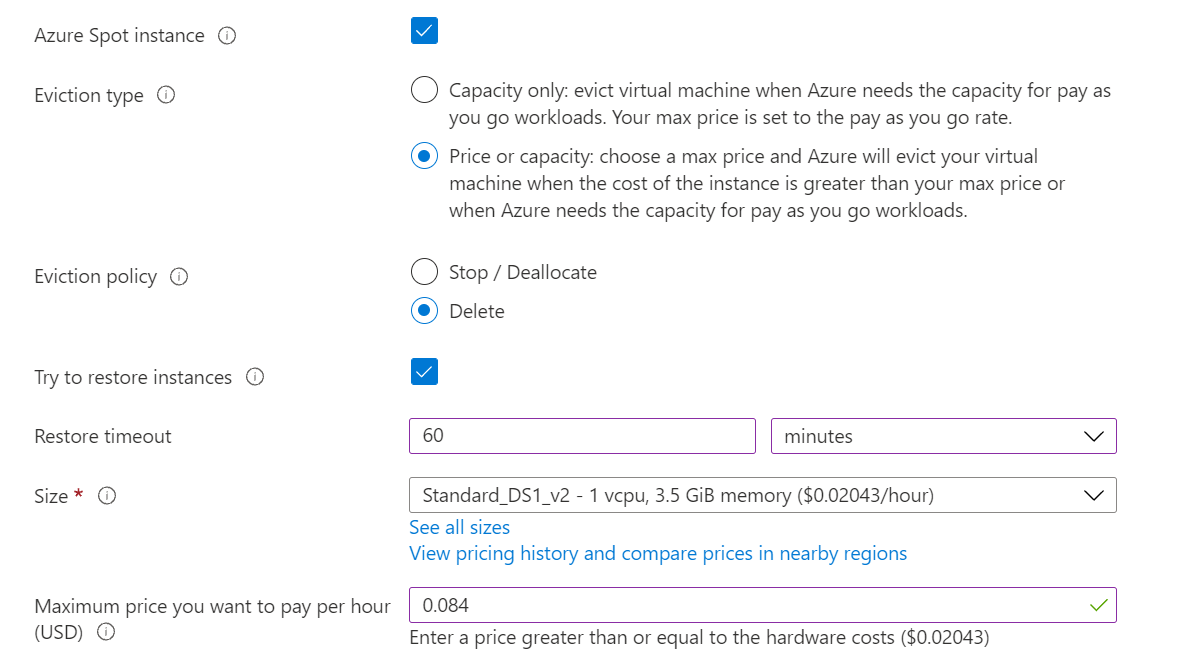 Azure Spot instance
Eviction type
Capacity only: evict virtual machine when Azure needs the capacity for pay as
you go workloads. Your max price is set to the pay as you go rate.
Price or capacity: choose a max price and Azure will evict your virtual
machine when the cost of the instance is greater than your max price or
when Azure needs the capacity for pay as you go workloads.
Eviction policy
Stop / Deallocate
Delete
Try to restore instances
Restore timeout
60
minutes
Size *
Standard_DS1_v2 - 1 vcpu, 3.5 GiB memory ($0.02043/hour)
See all sizes
View pricing history and compare prices in nearby regions
Maximum price you want to pay per hour
(USD)
0.084
Enter a price greater than or equal to the hardware costs ($0.02043)